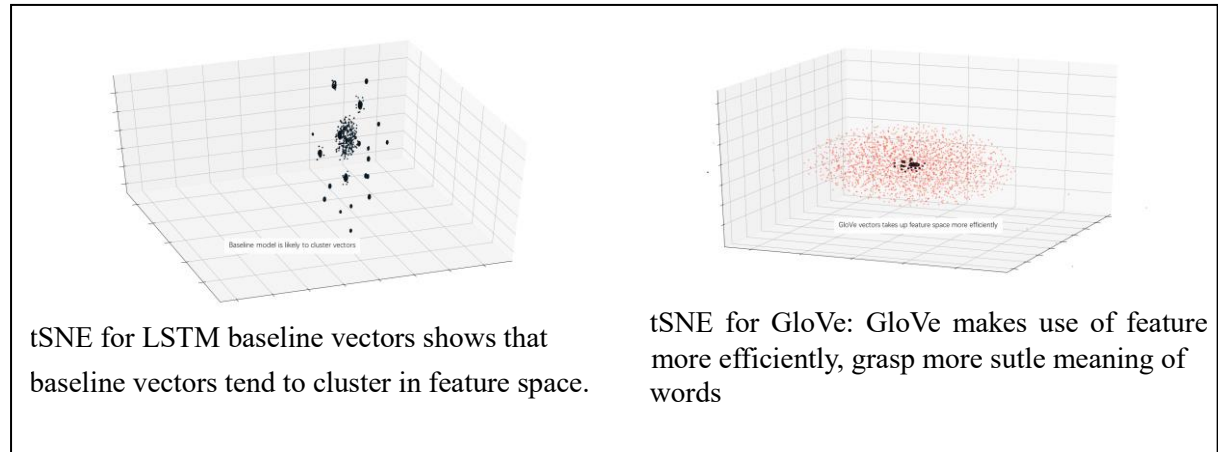 Baseline model is likely to cluster vectors
tSNE for LSTM baseline vectors shows that
baseline vectors tend to cluster in feature space.
GloVe vectors takes up feature space more efficiently
tSNE for GloVe: GloVe makes use of feature
more efficiently, grasp more sutle meaning of
words